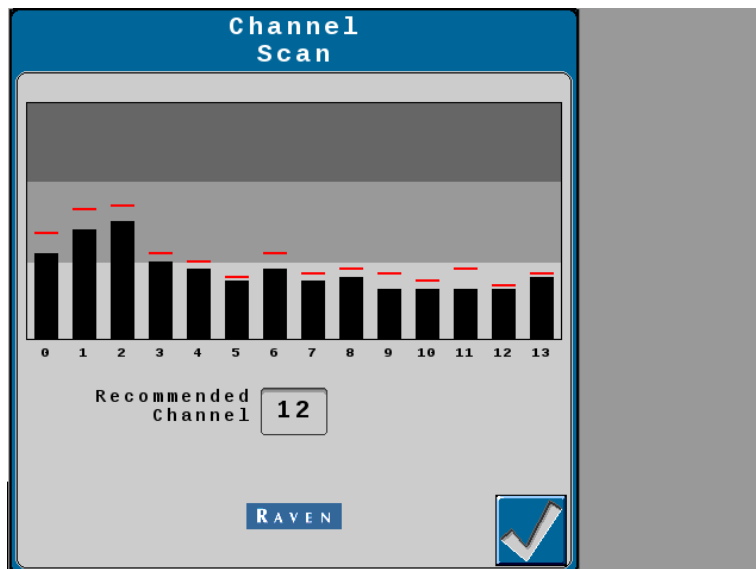 Channel
Scan
0 1 2 3 4 5 6 7 8 9 10 11 12 13
Recommended
Channel 12
RAVEN